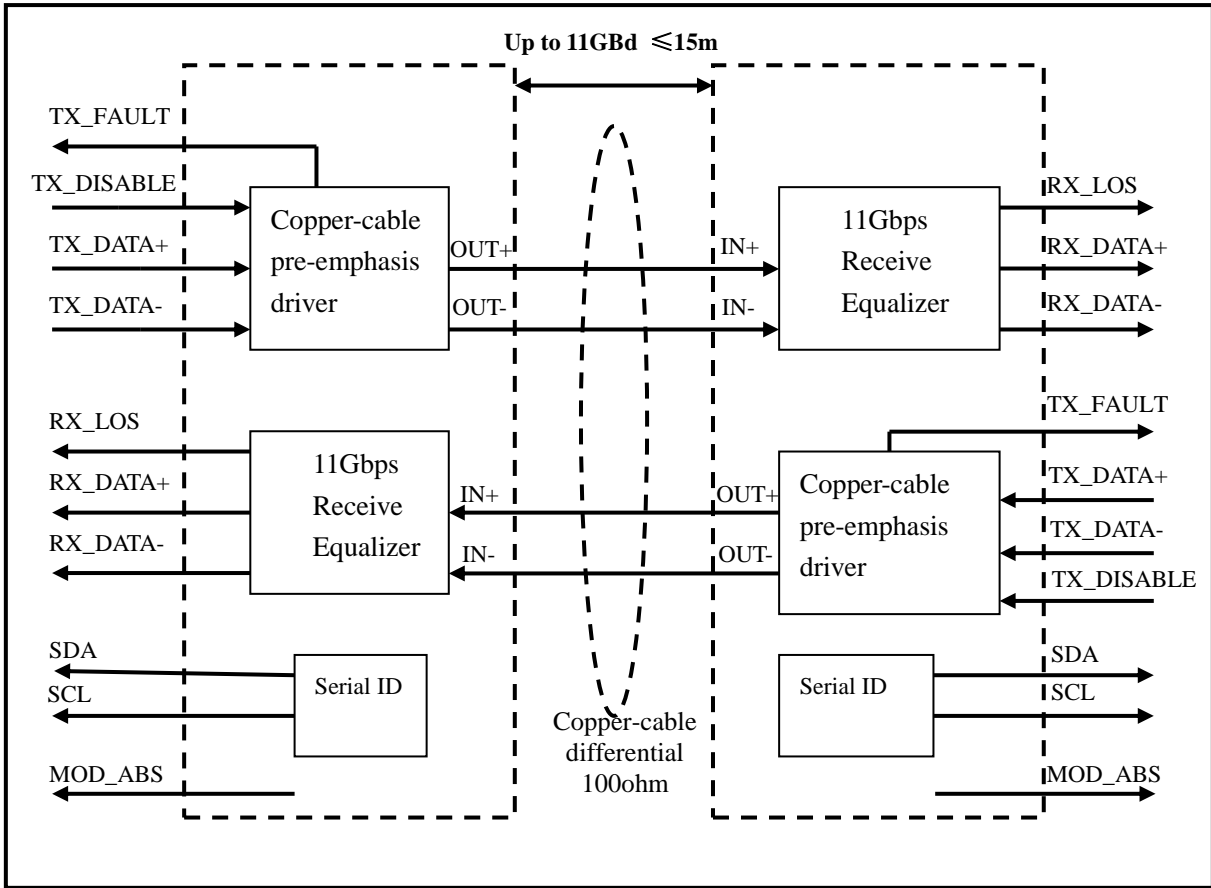 Up to 11GBd ≤15m
TX_FAULT
TX_DISABLE
TX_DATA+
TX_DATA-
Copper-cable
pre-emphasis
driver
OUT+
OUT-
IN+
IN-
11Gbps
Receive
Equalizer
RX_LOS
RX_DATA+
RX_DATA-
RX_LOS
RX_DATA+
RX_DATA-
11Gbps
Receive
Equalizer
IN+
IN-
OUT+
OUT-
Copper-cable
pre-emphasis
driver
TX_FAULT
TX_DATA+
TX_DATA-
TX_DISABLE
SDA
SCL
Serial ID
MOD_ABS
Copper-cable
differential
100ohm
Serial ID
SDA
SCL
MOD_ABS